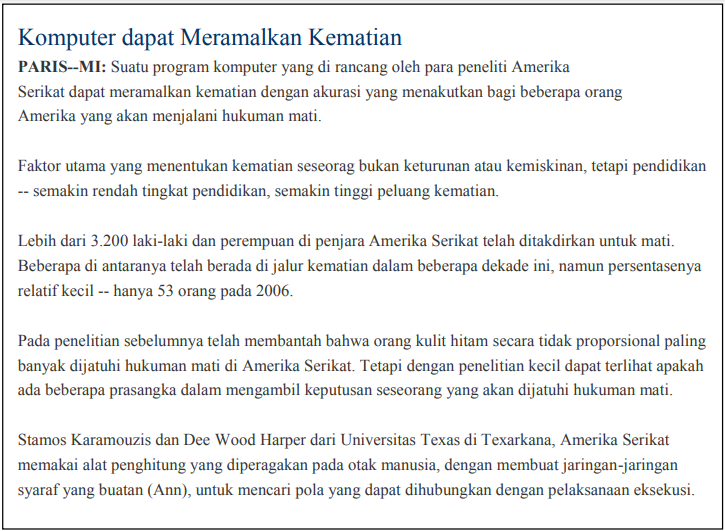 Komputer dapat Meramalkan Kematian
PARIS--MI: Suatu program komputer yang di rancang oleh para peneliti Amerika
Serikat dapat meramalkan kematian dengan akurasi yang menakutkan bagi beberapa orang
Amerika yang akan menjalani hukuman mati.
Faktor utama yang menentukan kematian seseorag bukan keturunan atau kemiskinan, tetapi pendidikan
-- semakin rendah tingkat pendidikan, semakin tinggi peluang kematian.
Lebih dari 3.200 laki-laki dan perempuan di penjara Amerika Serikat telah ditakdirkan untuk mati.
Beberapa di antaranya telah berada di jalur kematian dalam beberapa dekade ini, namun persentasenya
relatif kecil -- hanya 53 orang pada 2006.
Pada penelitian sebelumnya telah membantah bahwa orang kulit hitam secara tidak proporsional paling
banyak dijatuhi hukuman mati di Amerika Serikat. Tetapi dengan penelitian kecil dapat terlihat apakah
ada beberapa prasangka dalam mengambil keputusan seseorang yang akan dijatuhi hukuman mati.
Stamos Karamouzis dan Dee Wood Harper dari Universitas Texas di Texarkana, Amerika Serikat
memakai alat penghitung yang diperagakan pada otak manusia, dengan membuat jaringan-jaringan
syaraf yang buatan (Ann), untuk mencari pola yang dapat dihubungkan dengan pelaksanaan eksekusi.